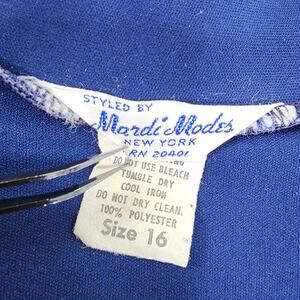 STYLED BY
Mardi Modes
NEW YORK
RN 20401
DO NOT USE BLEACH
TUMBLE DRY
COOL IRON
DO NOT DRY CLEAN.
100% POLYESTER
Size 16